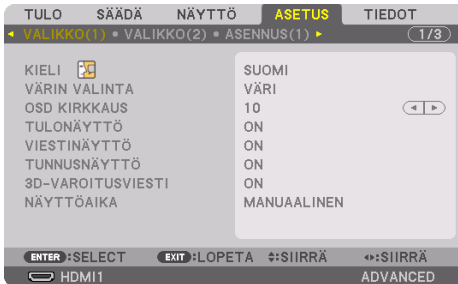 TULO SÄÄDÄ NÄYTTÖ ASETUS TIEDOT
VALIKKO(1) • VALIKKO(2) • ASENNUS(1) 1/3
KIELI SUOMI
VÄRIN VALINTA VÄRI
OSD KIRKKAUS 10
TULONÄYTTÖ ON
VIESTINÄYTTÖ ON
TUNNUSNÄYTTÖ ON
3D-VAROITUSVIESTI ON
NÄYTTÖAIKA MANUAALINEN
ENTER :SELECT EXIT :LOPETA :SIIRRÄ :SIIRRÄ
HDMI1 ADVANCED